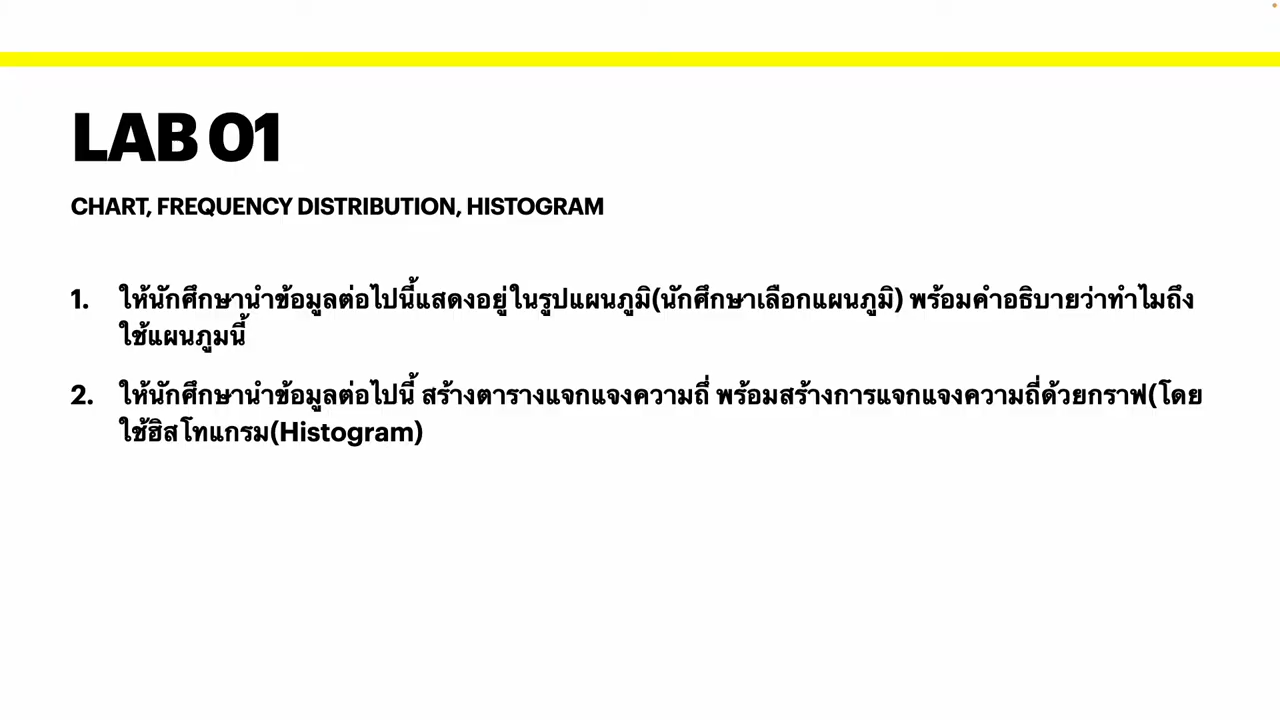 LAB 01
CHART, FREQUENCY DISTRIBUTION, HISTOGRAM
1. ให้นักศึกษานำข้อมูลต่อไปนี้แสดงอยู่ในรูปแผนภูมิ(นักศึกษาเลือกแผนภูมิ) พร้อมคำอธิบายว่าทำไมถึง
ใช้แผนภูมนี้
2. ให้นักศึกษานำข้อมูลต่อไปนี้ สร้างตารางแจกแจงความถึ่ พร้อมสร้างการแจกแจงความถี่ด้วยกราฟ(โดย
ใช้ฮิสโทแกรม(Histogram)